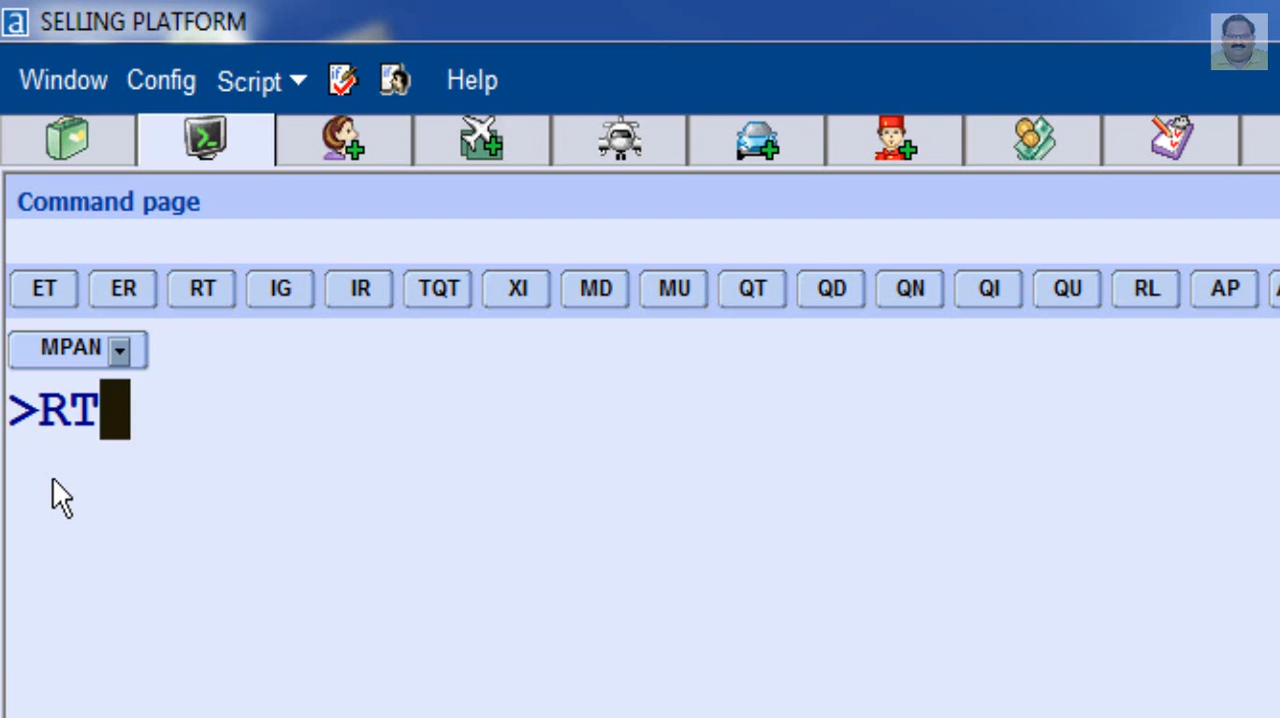 a SELLING PLATFORM
Window Config Script Help
Command page
ET ER RT IG IR TQT XI MD MU QT QD QN QI QU RL AP
MPAN
>RT